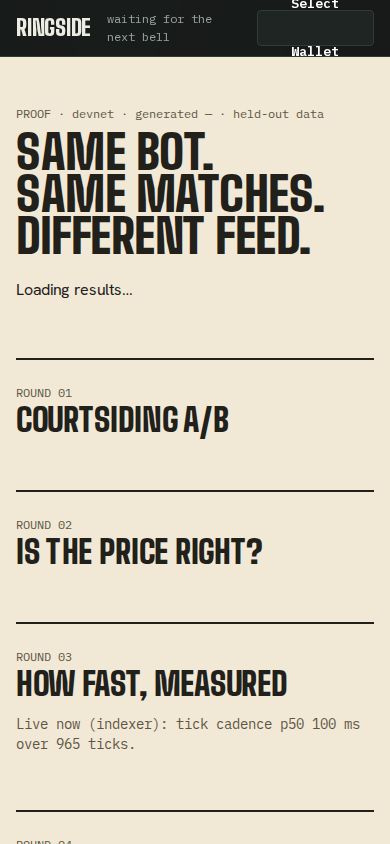 RINGSIDE
waiting for the
next bell
Select
Wallet
PROOF · devnet · generated — · held-out data
SAME BOT.
SAME MATCHES.
DIFFERENT FEED.
Loading results…
ROUND 01
COURTSIDING A/B
ROUND 02
IS THE PRICE RIGHT?
ROUND 03
HOW FAST, MEASURED
Live now (indexer): tick cadence p50 100 ms
over 965 ticks.
ROUND 04